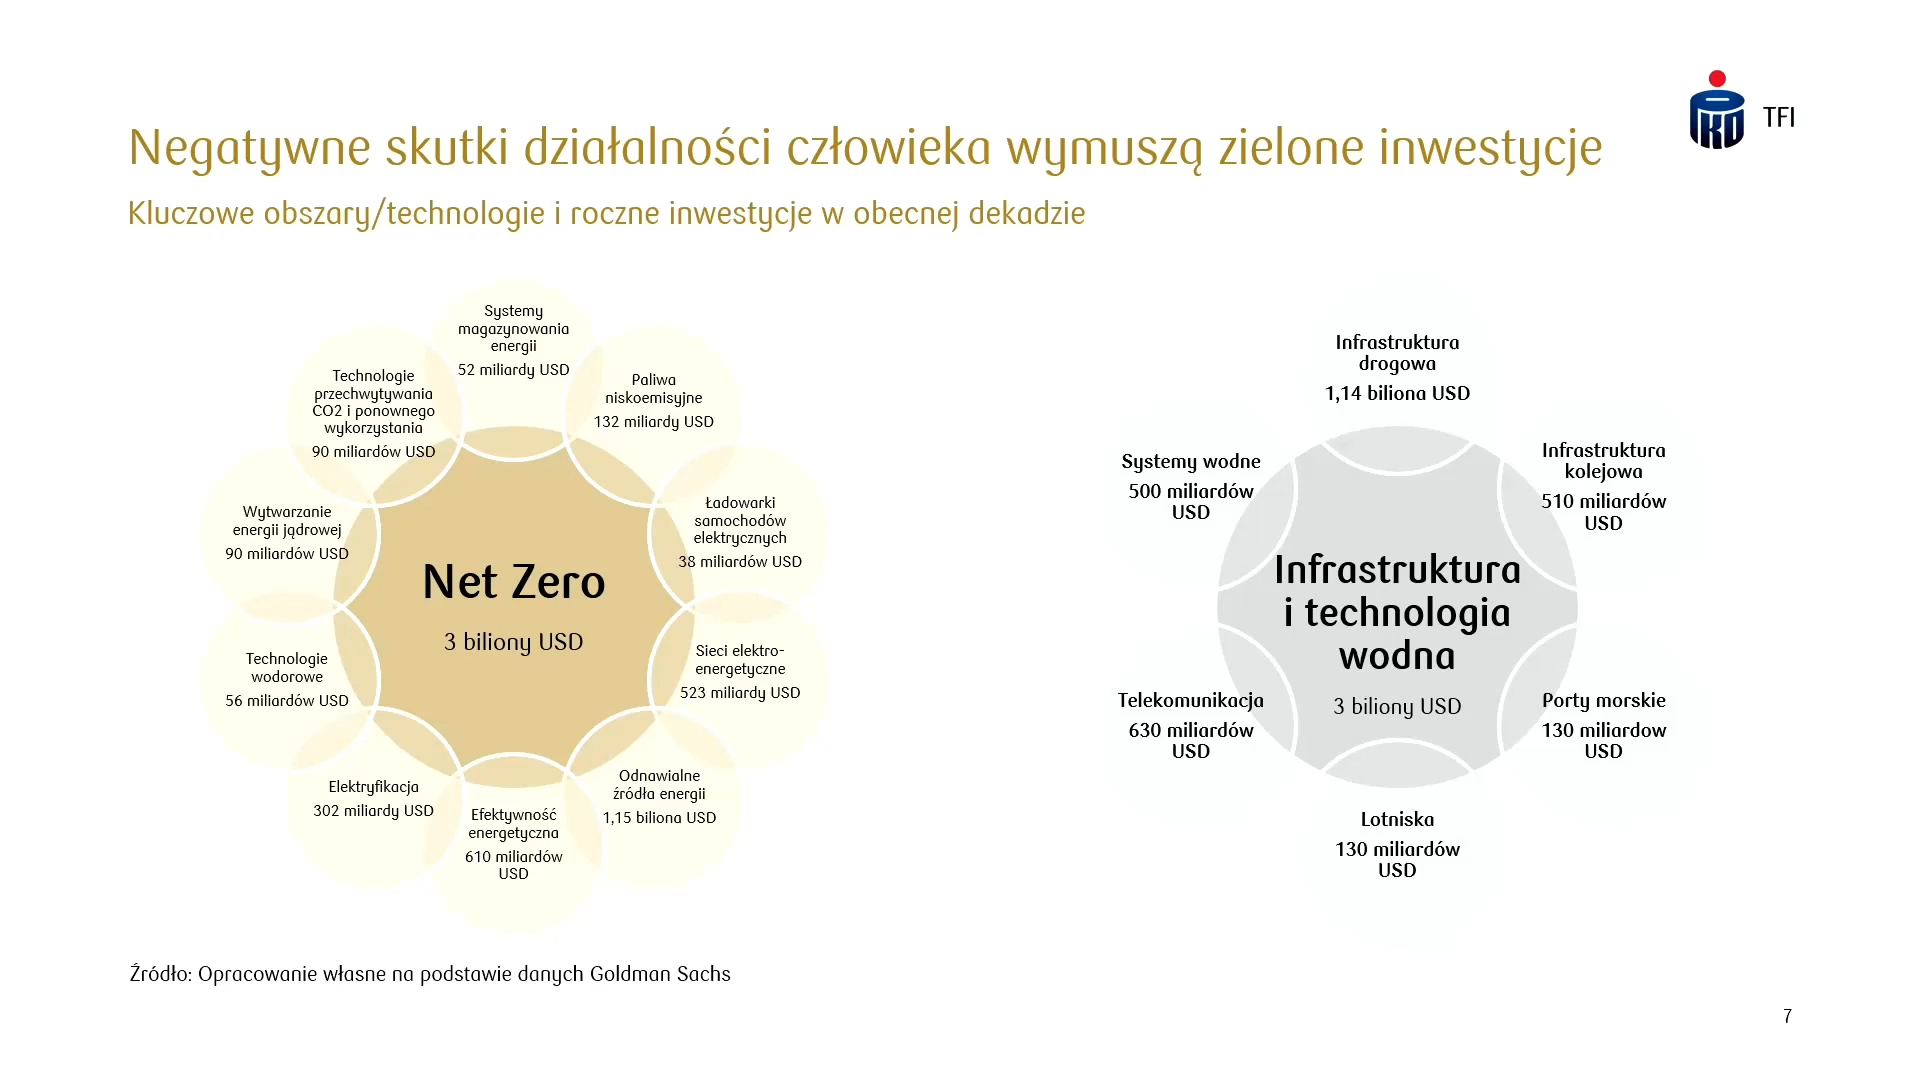 PKO
TFI
Negatywne skutki działalności człowieka wymuszą zielone inwestycje
Kluczowe obszary/technologie i roczne inwestycje w obecnej dekadzie
Systemy
magazynowania
energii
52 miliardy USD
Paliwa
niskoemisyjne
132 miliardy USD
Ładowarki
samochodów
elektrycznych
38 miliardów USD
Sieci elektro-
energetyczne
523 miliardy USD
Odnawialne
źródła energii
1,15 biliona USD
Efektywność
energetyczna
610 miliardów
USD
Elektryfikacja
302 miliardy USD
Technologie
wodorowe
56 miliardów USD
Wytwarzanie
energii jądrowej
90 miliardów USD
Technologie
przechwytywania
CO2 i ponownego
wykorzystania
90 miliardów USD
Net Zero
3 biliony USD
Infrastruktura
drogowa
1,14 biliona USD
Infrastruktura
kolejowa
510 miliardów
USD
Porty morskie
130 miliardow
USD
Lotniska
130 miliardów
USD
Telekomunikacja
630 miliardów
USD
Systemy wodne
500 miliardów
USD
Infrastruktura
i technologia
wodna
3 biliony USD
Źródło: Opracowanie własne na podstawie danych Goldman Sachs
7